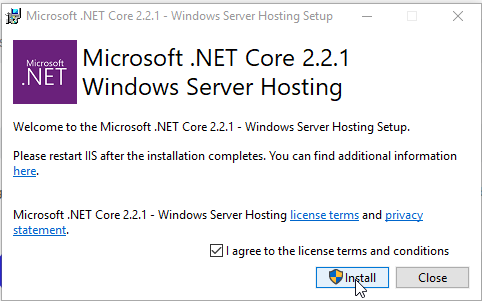 Microsoft .NET Core 2.2.1 - Windows Server Hosting Setup
Microsoft
.NET
Microsoft .NET Core 2.2.1
Windows Server Hosting
Welcome to the Microsoft .NET Core 2.2.1 - Windows Server Hosting Setup.
Please restart IIS after the installation completes. You can find additional information
here.
Microsoft .NET Core 2.2.1 - Windows Server Hosting license terms and privacy
statement.
I agree to the license terms and conditions
Install
Close